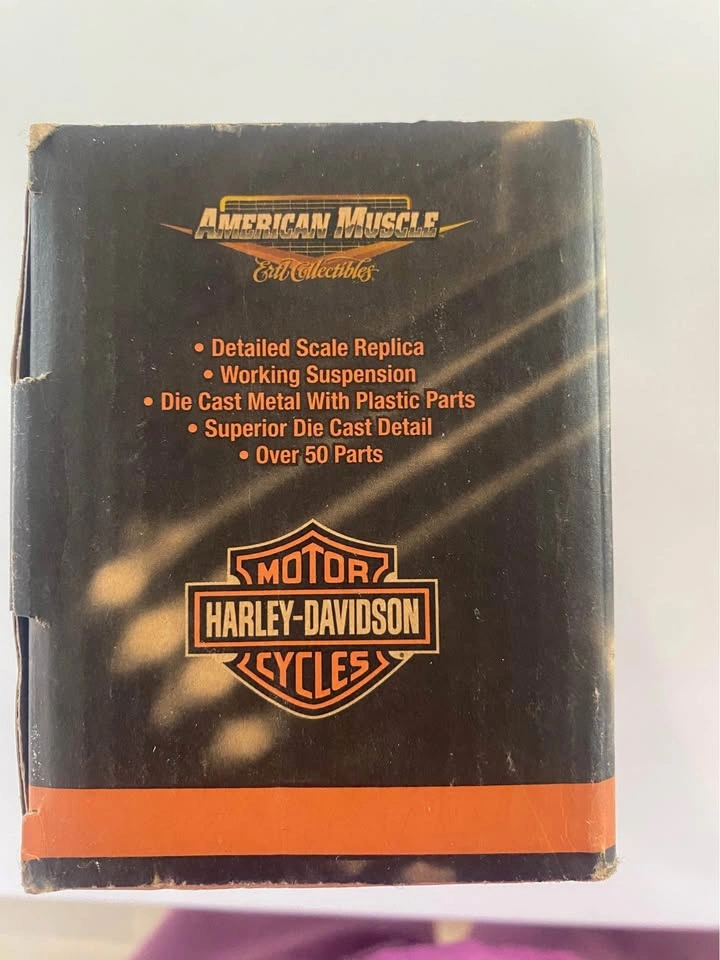 AMERICAN MUSCLE
Ertl Collectibles
• Detailed Scale Replica
• Working Suspension
• Die Cast Metal With Plastic Parts
• Superior Die Cast Detail
• Over 50 Parts
MOTOR
HARLEY-DAVIDSON
CYCLES